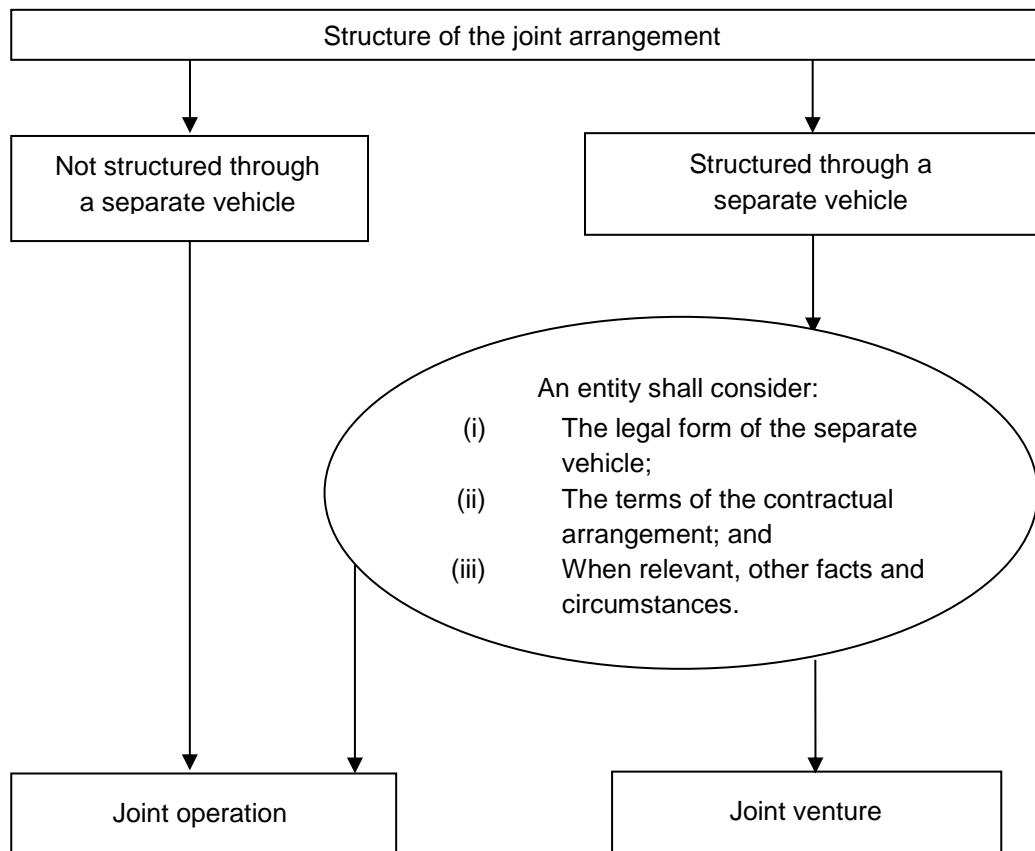 Structure of the joint arrangement
Not structured through
a separate vehicle
Structured through a
separate vehicle
An entity shall consider:
(i) The legal form of the separate
vehicle;
(ii) The terms of the contractual
arrangement; and
(iii) When relevant, other facts and
circumstances.
Joint operation
Joint venture